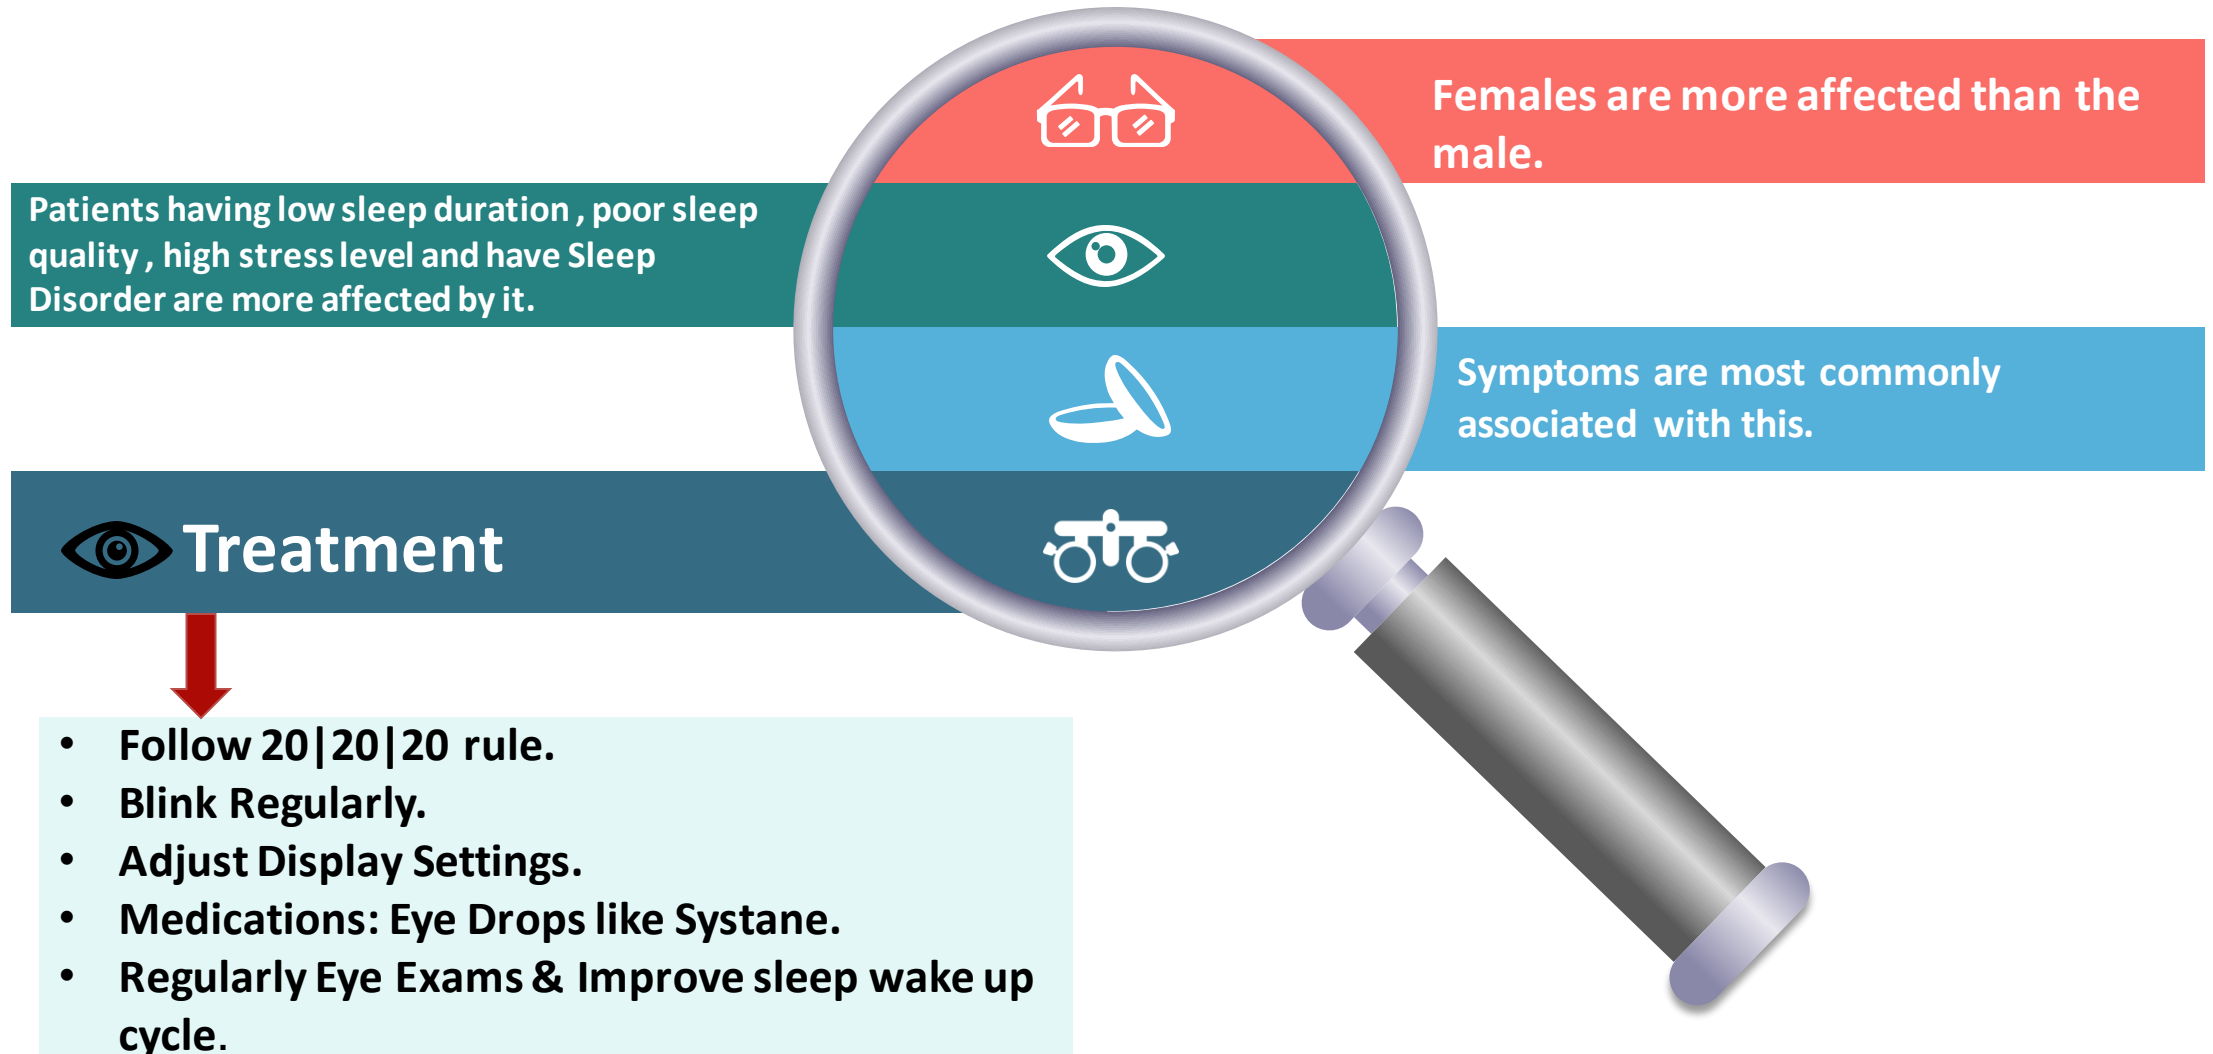 Females are more affected than the
male.
Patients having low sleep duration , poor sleep
quality , high stress level and have Sleep
Disorder are more affected by it.
Symptoms are most commonly
associated with this.
Treatment
• Follow 20|20|20 rule.
• Blink Regularly.
• Adjust Display Settings.
• Medications: Eye Drops like Systane.
• Regularly Eye Exams & Improve sleep wake up
cycle.